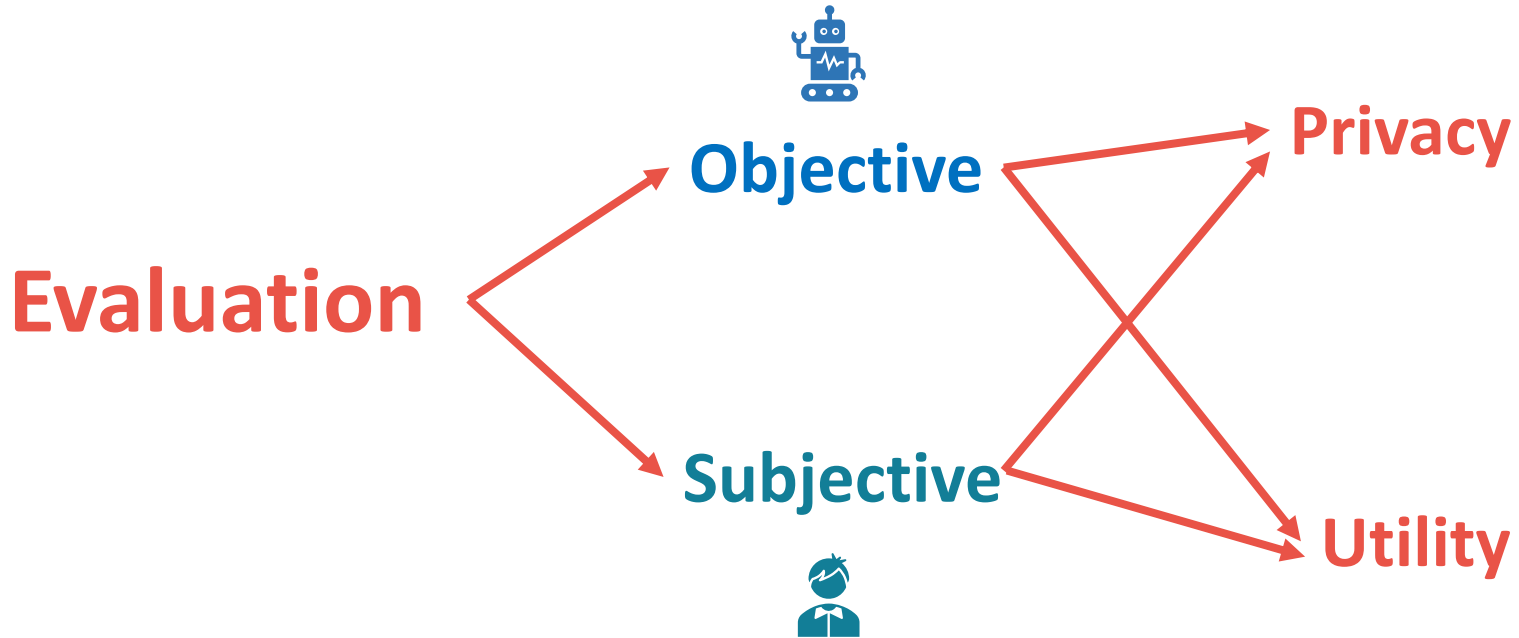 Evaluation
Objective
Subjective
Privacy
Utility